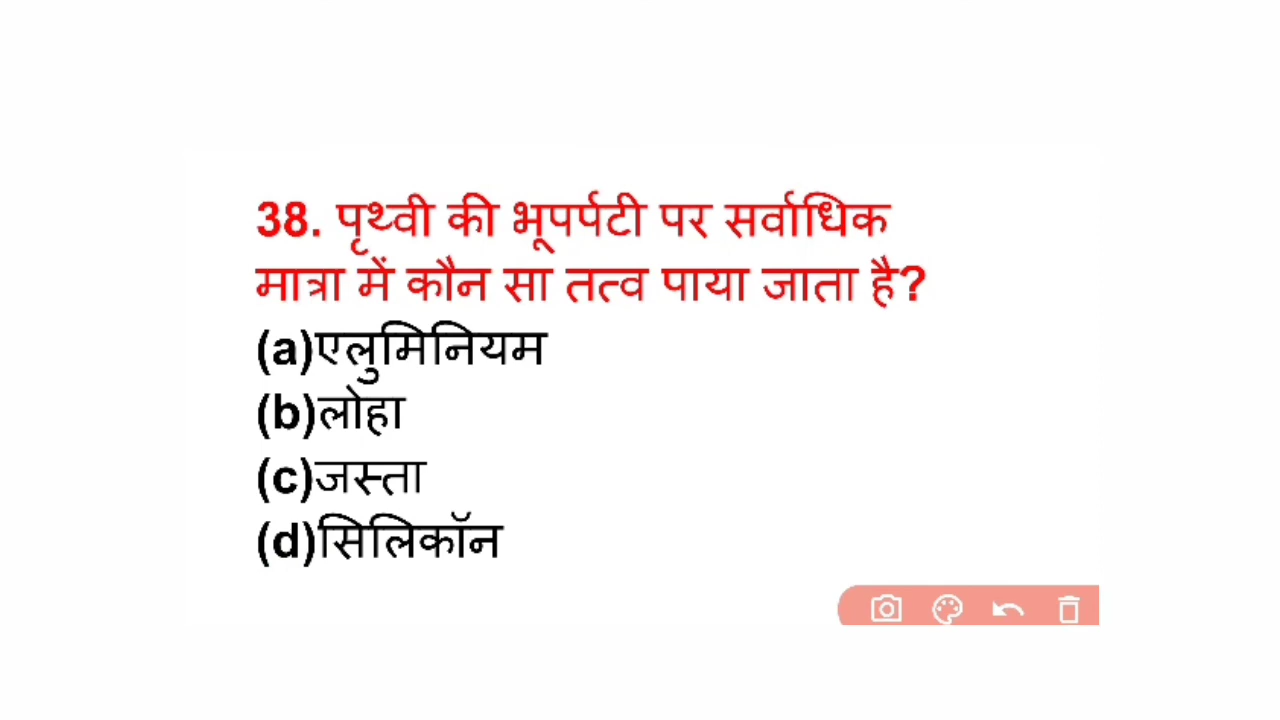 38. पृथ्वी की भूपर्पटी पर सर्वाधिक
मात्रा में कौन सा तत्व पाया जाता है?
(a)एलुमिनियम
(b)लोहा
(c)जस्ता
(d)सिलिकॉन